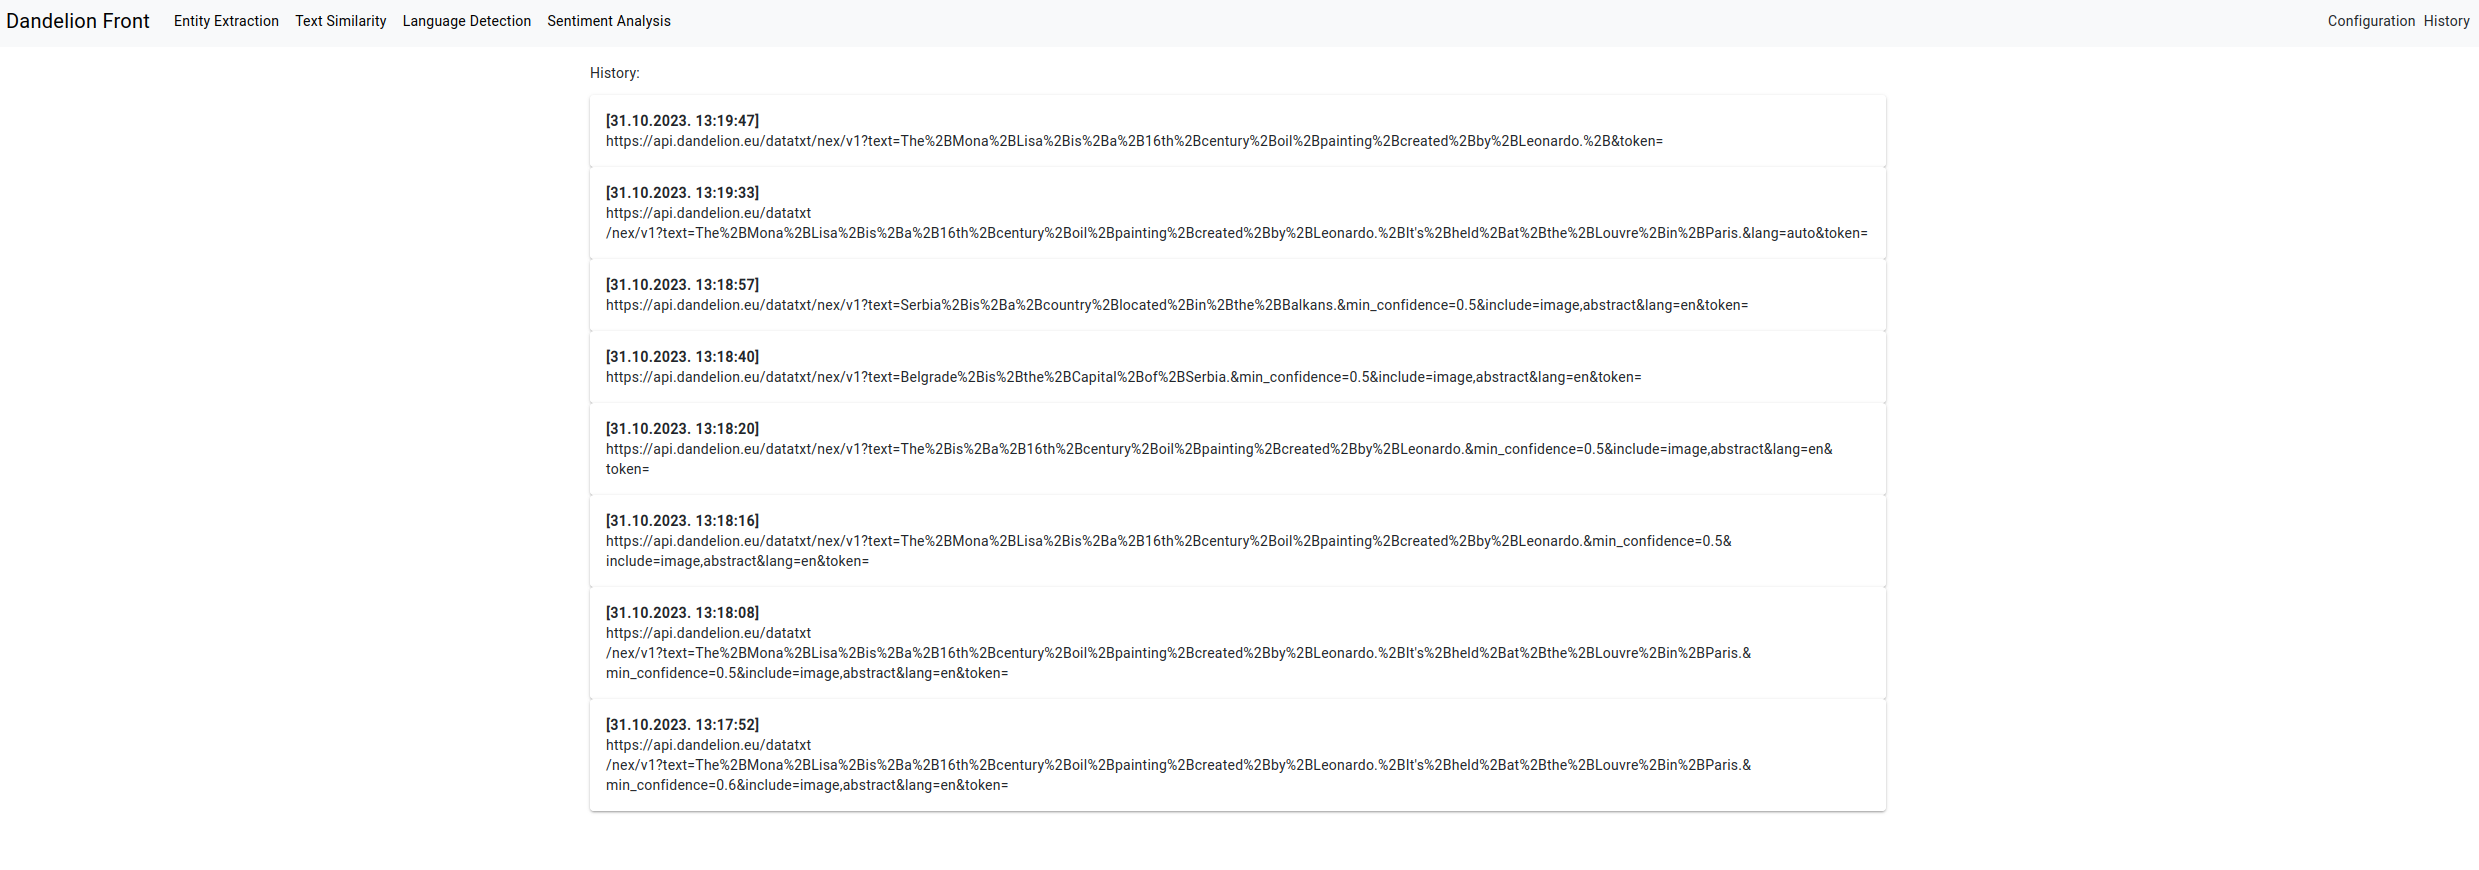 Dandelion Front Entity Extraction Text Similarity Language Detection Sentiment Analysis Configuration History
History:
[31.10.2023. 13:19:47]
https://api.dandelion.eu/datatxt/nex/v1?text=The%2BMona%2BLisa%2Bis%2Ba%2B16th%2Bcentury%2Boil%2Bpainting%2Bcreated%2Bby%2BLeonardo.%2B&token=
[31.10.2023. 13:19:33]
https://api.dandelion.eu/datatxt
/nex/v1?text=The%2BMona%2BLisa%2Bis%2Ba%2B16th%2Bcentury%2Boil%2Bpainting%2Bcreated%2Bby%2BLeonardo.%2BIt's%2Bheld%2Bat%2Bthe%2BLouvre%2Bin%2BParis.&lang=auto&token=
[31.10.2023. 13:18:57]
https://api.dandelion.eu/datatxt/nex/v1?text=Serbia%2Bis%2Ba%2Bcountry%2Blocated%2Bin%2Bthe%2BBalkans.&min_confidence=0.5&include=image,abstract&lang=en&token=
[31.10.2023. 13:18:40]
https://api.dandelion.eu/datatxt/nex/v1?text=Belgrade%2Bis%2Bthe%2BCapital%2Bof%2BSerbia.&min_confidence=0.5&include=image,abstract&lang=en&token=
[31.10.2023. 13:18:20]
https://api.dandelion.eu/datatxt/nex/v1?text=The%2Bis%2Ba%2B16th%2Bcentury%2Boil%2Bpainting%2Bcreated%2Bby%2BLeonardo.&min_confidence=0.5&include=image,abstract&lang=en&
token=
[31.10.2023. 13:18:16]
https://api.dandelion.eu/datatxt/nex/v1?text=The%2BMona%2BLisa%2Bis%2Ba%2B16th%2Bcentury%2Boil%2Bpainting%2Bcreated%2Bby%2BLeonardo.&min_confidence=0.5&
include=image,abstract&lang=en&token=
[31.10.2023. 13:18:08]
https://api.dandelion.eu/datatxt
/nex/v1?text=The%2BMona%2BLisa%2Bis%2Ba%2B16th%2Bcentury%2Boil%2Bpainting%2Bcreated%2Bby%2BLeonardo.%2BIt's%2Bheld%2Bat%2Bthe%2BLouvre%2Bin%2BParis.&
min_confidence=0.5&include=image,abstract&lang=en&token=
[31.10.2023. 13:17:52]
https://api.dandelion.eu/datatxt
/nex/v1?text=The%2BMona%2BLisa%2Bis%2Ba%2B16th%2Bcentury%2Boil%2Bpainting%2Bcreated%2Bby%2BLeonardo.%2BIt's%2Bheld%2Bat%2Bthe%2BLouvre%2Bin%2BParis.&
min_confidence=0.6&include=image,abstract&lang=en&token=